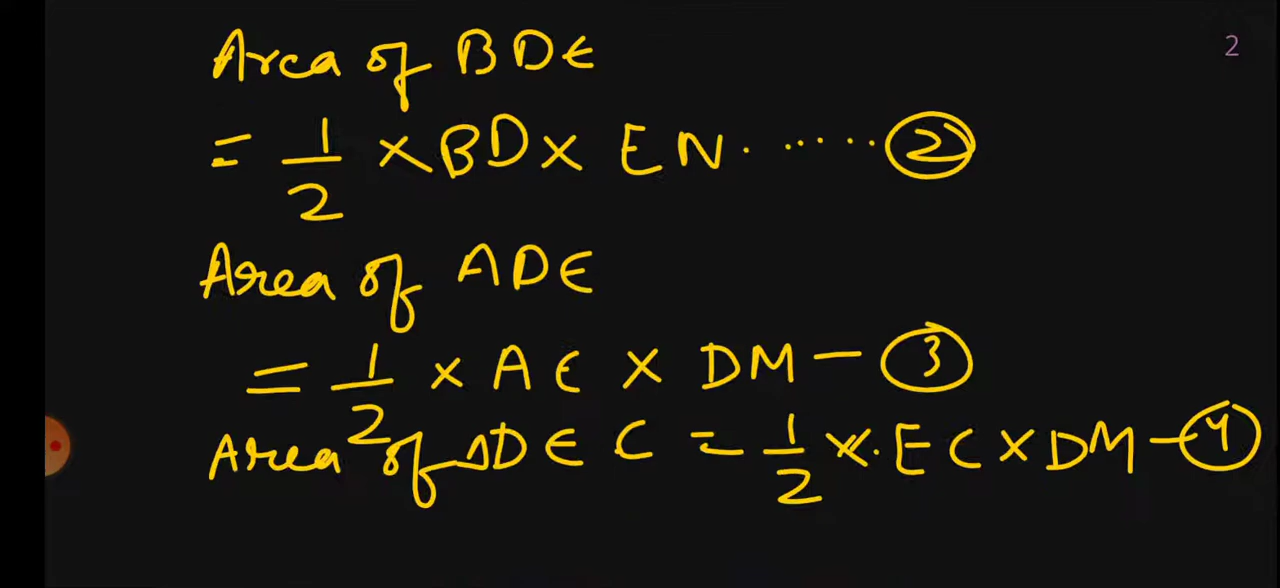 2
Area of BDE
= 1/2 × BD × EN. ...... ②
Area of ADE
= 1/2 × AE × DM — ③
Area of ΔDEC = 1/2 ×. EC × DM — ④